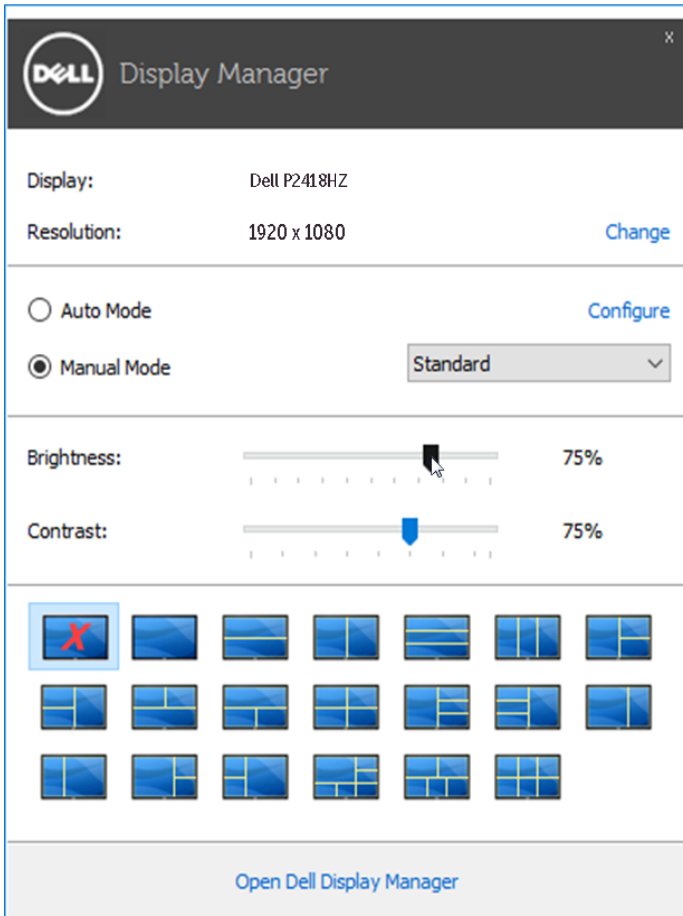 DELL Display Manager X
Display: Dell P2418HZ
Resolution: 1920 x 1080 Change
Auto Mode Configure
Manual Mode Standard
Brightness: 75%
Contrast: 75%
Open Dell Display Manager